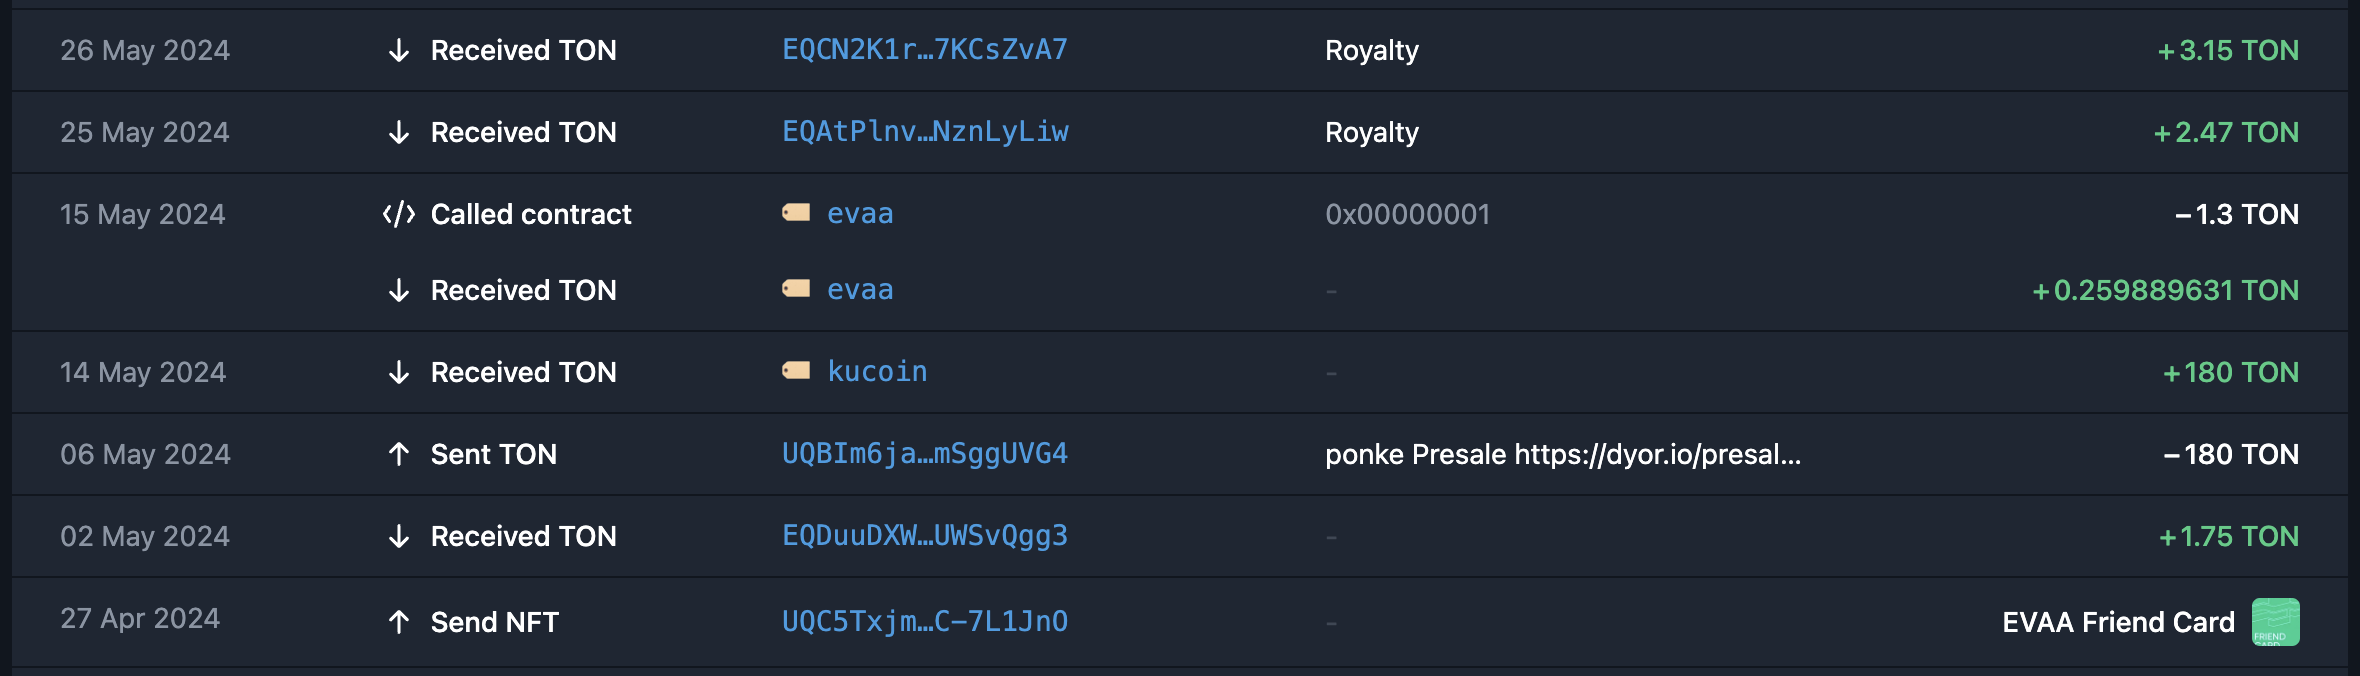 26 May 2024 Received TON EQCN2K1r…7KCsZvA7 Royalty +3.15 TON
25 May 2024 Received TON EQAtPlnv…NznLyLiw Royalty +2.47 TON
15 May 2024 </> Called contract evaa 0x00000001 −1.3 TON
Received TON evaa - +0.259889631 TON
14 May 2024 Received TON kucoin - +180 TON
06 May 2024 Sent TON UQBIm6ja…mSggUVG4 ponke Presale https://dyor.io/presal... −180 TON
02 May 2024 Received TON EQDuuDXW…UWSvQgg3 - +1.75 TON
27 Apr 2024 Send NFT UQC5Txjm…C-7L1JnO - EVAA Friend Card
FRIEND
CARD